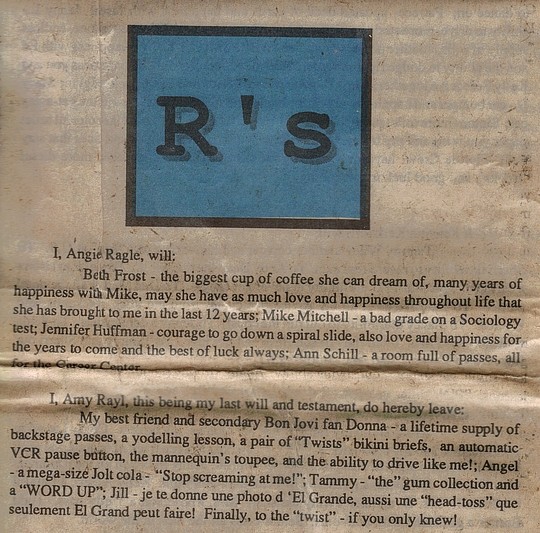 R's
I, Angie Ragle, will:
Beth Frost - the biggest cup of coffee she can dream of, many years of
happiness with Mike, may she have as much love and happiness throughout life that
she has brought to me in the last 12 years; Mike Mitchell - a bad grade on a Sociology
test; Jennifer Huffman - courage to go down a spiral slide, also love and happiness for
the years to come and the best of luck always; Ann Schill - a room full of passes, all
for the Career Center.
I, Amy Rayl, this being my last will and testament, do hereby leave:
My best friend and secondary Bon Jovi fan Donna - a lifetime supply of
backstage passes, a yodelling lesson, a pair of "Twists" bikini briefs, an automatic
VCR pause button, the mannequin's toupee, and the ability to drive like me!; Angel
- a mega-size Jolt cola - "Stop screaming at me!"; Tammy - "the" gum collection and
a "WORD UP"; Jill - je te donne une photo d 'El Grande, aussi une "head-toss" que
seulement El Grand peut faire! Finally, to the "twist" - if you only knew!